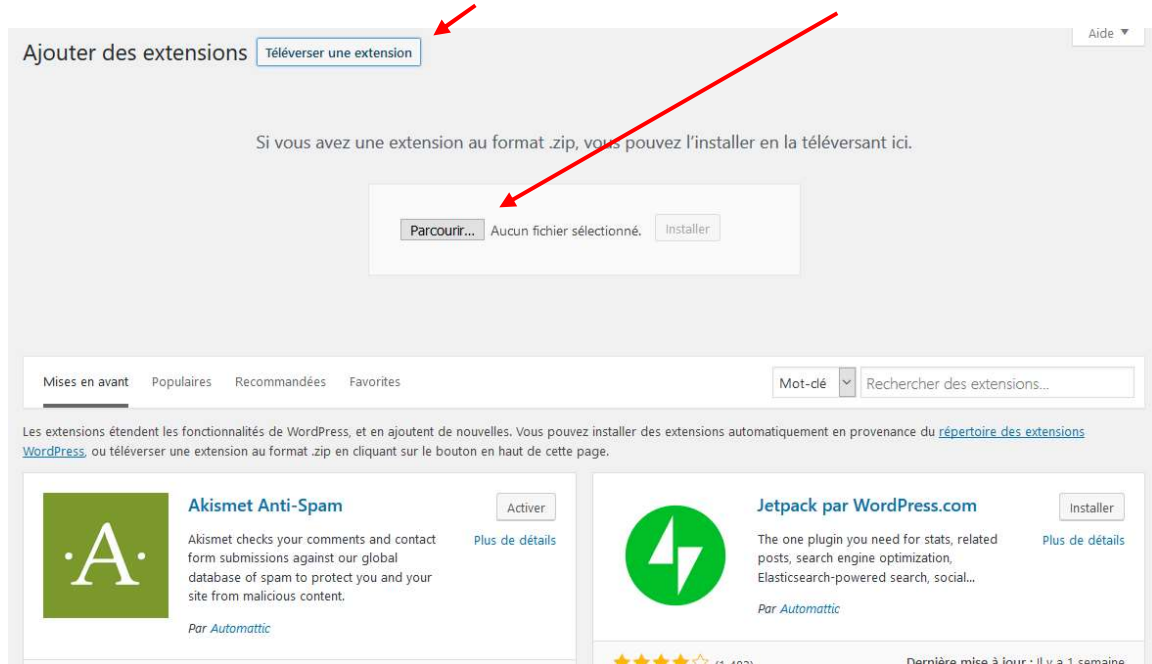 Aide ▼
Ajouter des extensions Téléverser une extension
Si vous avez une extension au format .zip, vous pouvez l’installer en la téléversant ici.
Parcourir... Aucun fichier sélectionné. Installer
Mises en avant Populaires Recommandées Favorites Mot-clé Rechercher des extensions...
Les extensions étendent les fonctionnalités de WordPress, et en ajoutent de nouvelles. Vous pouvez installer des extensions automatiquement en provenance du répertoire des extensions
WordPress, ou téléverser une extension au format .zip en cliquant sur le bouton en haut de cette page.
·A·
Akismet Anti-Spam
Activer
Akismet checks your comments and contact
Plus de détails
form submissions against our global
database of spam to protect you and your
site from malicious content.
Par Automattic
Jetpack par WordPress.com
Installer
The one plugin you need for stats, related
Plus de détails
posts, search engine optimization,
Elasticsearch-powered search, social...
Par Automattic
Dernière mise à jour : Il y a 1 semaine